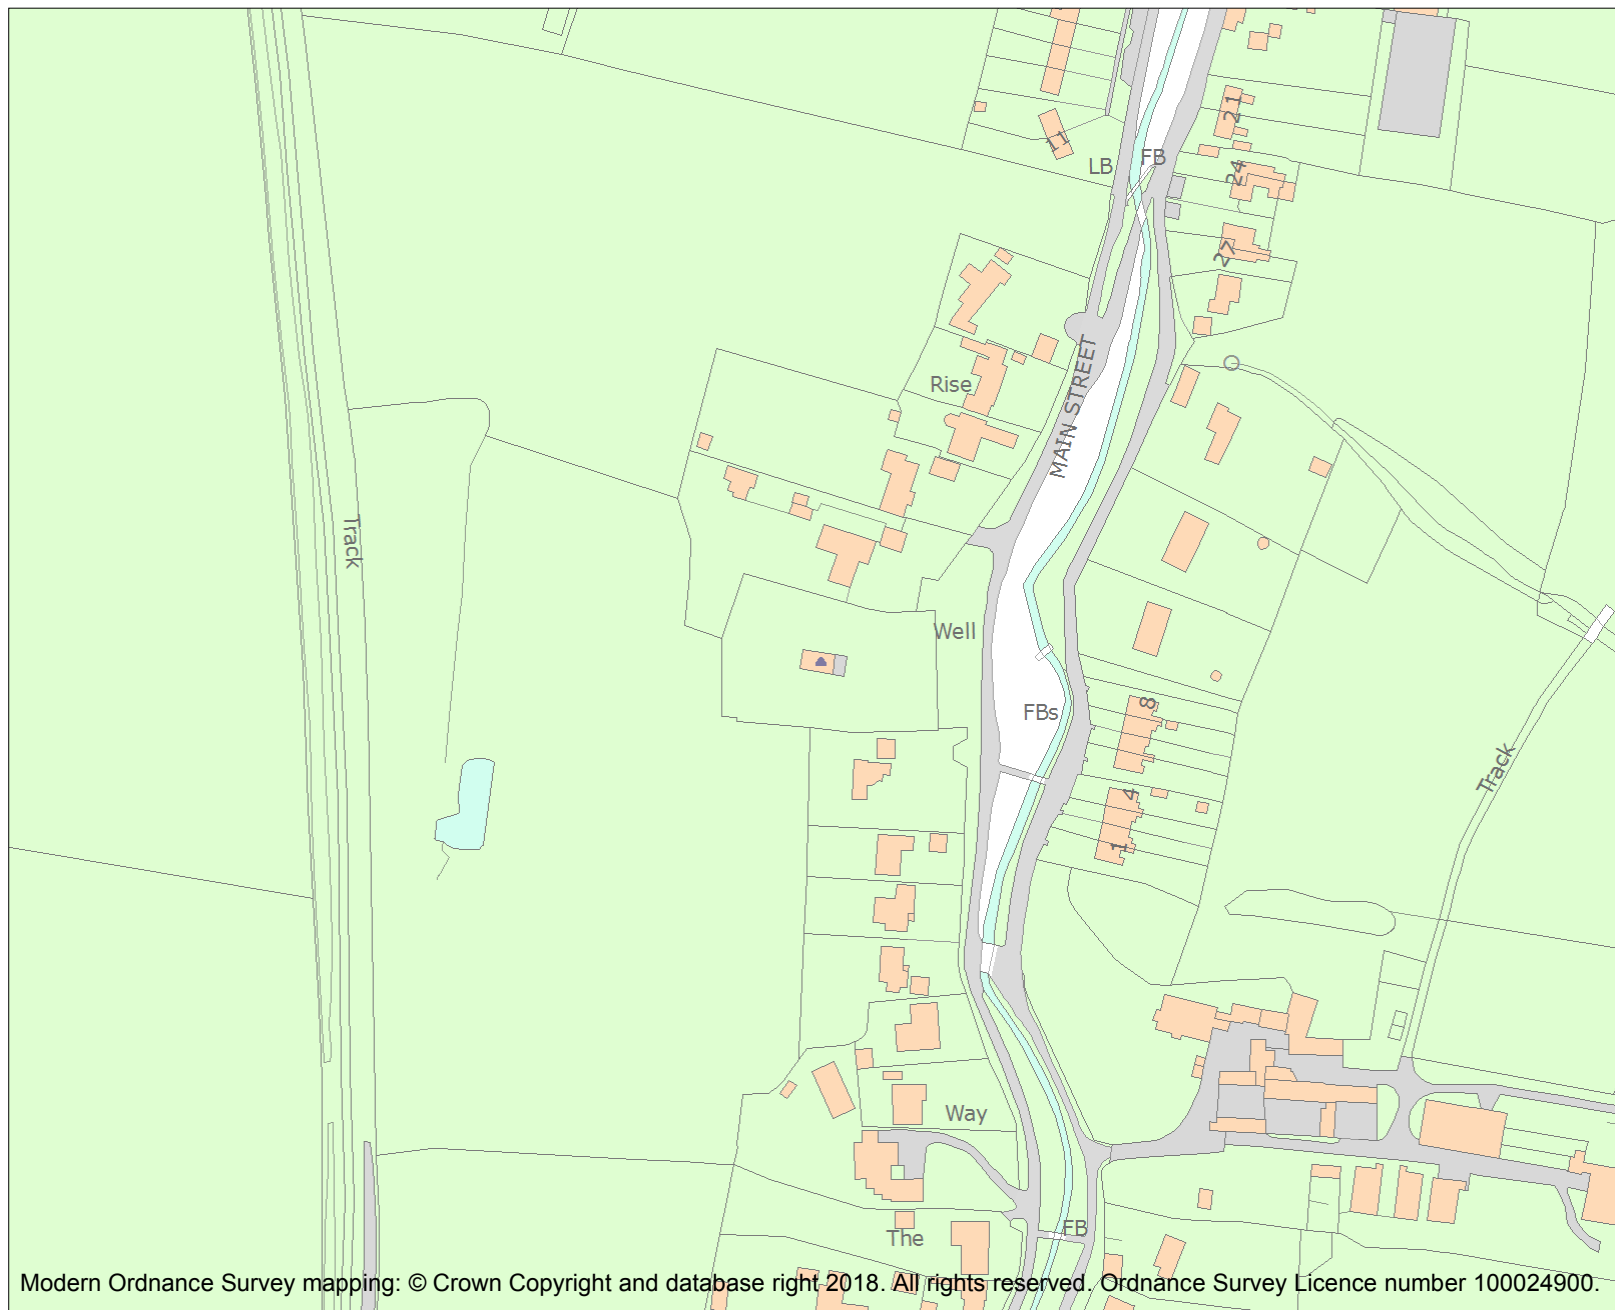 21
11
LB
FB
24
27
MAIN STREET
Rise
Track
Well
FBs
8
Track
4
1
Way
The
FB
Modern Ordnance Survey mapping: © Crown Copyright and database right 2018. All rights reserved. Ordnance Survey Licence number 100024900.